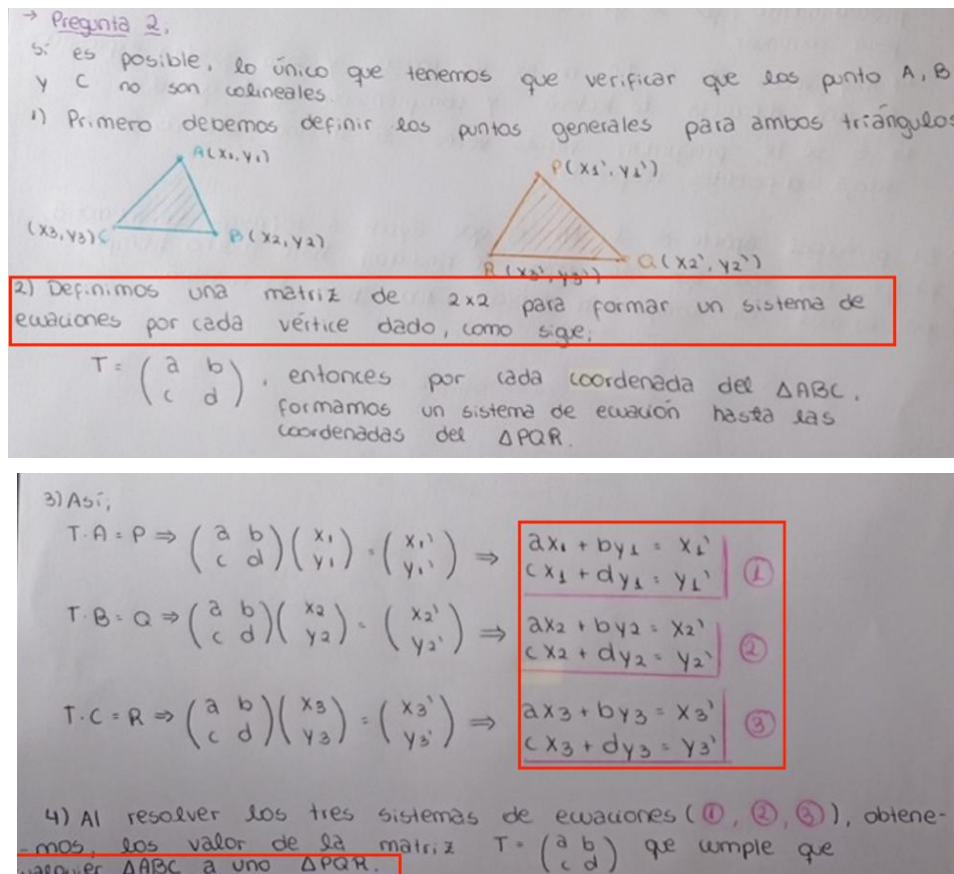 → Pregunta 2.
Si es posible, lo único que tenemos que verificar que los punto A, B
y C no son colineales
1) Primero debemos definir los puntos generales para ambos triángulos
A(x1, y1)
P(x1', y1')
(x3, y3) C
B(x2, y2)
R(x3', y3')
Q(x2', y2')
2) Definimos una matriz de 2x2 para formar un sistema de
ecuaciones por cada vértice dado, como sigue:
T = (a b
c d), entonces por cada coordenada del ΔABC.
formamos un sistema de ecuación hasta las
coordenadas del ΔPQR.
3) Así,
T·A = P ⇒ (a b
c d)(x1
y1) = (x1'
y1') ⇒ ax1 + by1 = x1'
cx1 + dy1 = y1' ①
T·B = Q ⇒ (a b
c d)(x2
y2) = (x2'
y2') ⇒ ax2 + by2 = x2'
cx2 + dy2 = y2' ②
T·C = R ⇒ (a b
c d)(x3
y3) = (x3'
y3') ⇒ ax3 + by3 = x3'
cx3 + dy3 = y3' ③
4) Al resolver los tres sistemas de ecuaciones (①, ②, ③), obtene-
-mos, los valor de la matriz T = (a b
c d) que cumple que
ΔABC a uno ΔPQR.